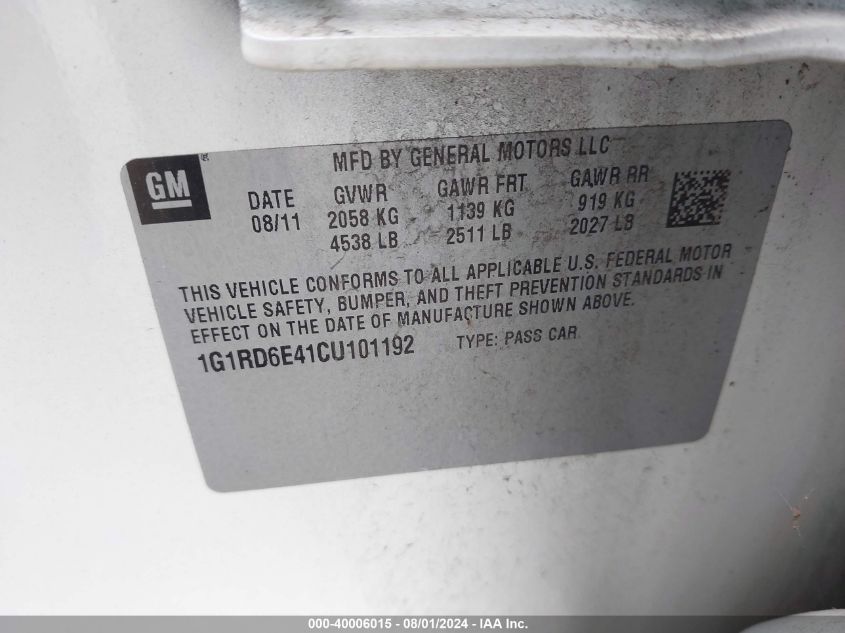 MFD BY GENERAL MOTORS LLC
GM ®
DATE GVWR GAWR FRT GAWR RR
08/11 2058 KG 1139 KG 919 KG
4538 LB 2511 LB 2027 LB
THIS VEHICLE CONFORMS TO ALL APPLICABLE U.S. FEDERAL MOTOR
VEHICLE SAFETY, BUMPER, AND THEFT PREVENTION STANDARDS IN
EFFECT ON THE DATE OF MANUFACTURE SHOWN ABOVE.
1G1RD6E41CU101192 TYPE: PASS CAR
000-40006015 - 08/01/2024 - IAA Inc.